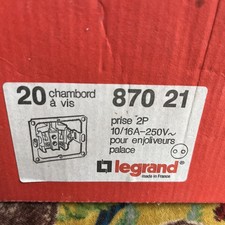 20 chambord 870 21
à vis
prise 2P
10/16A-250V~
pour enjoliveurs
palace
legrand
made in France